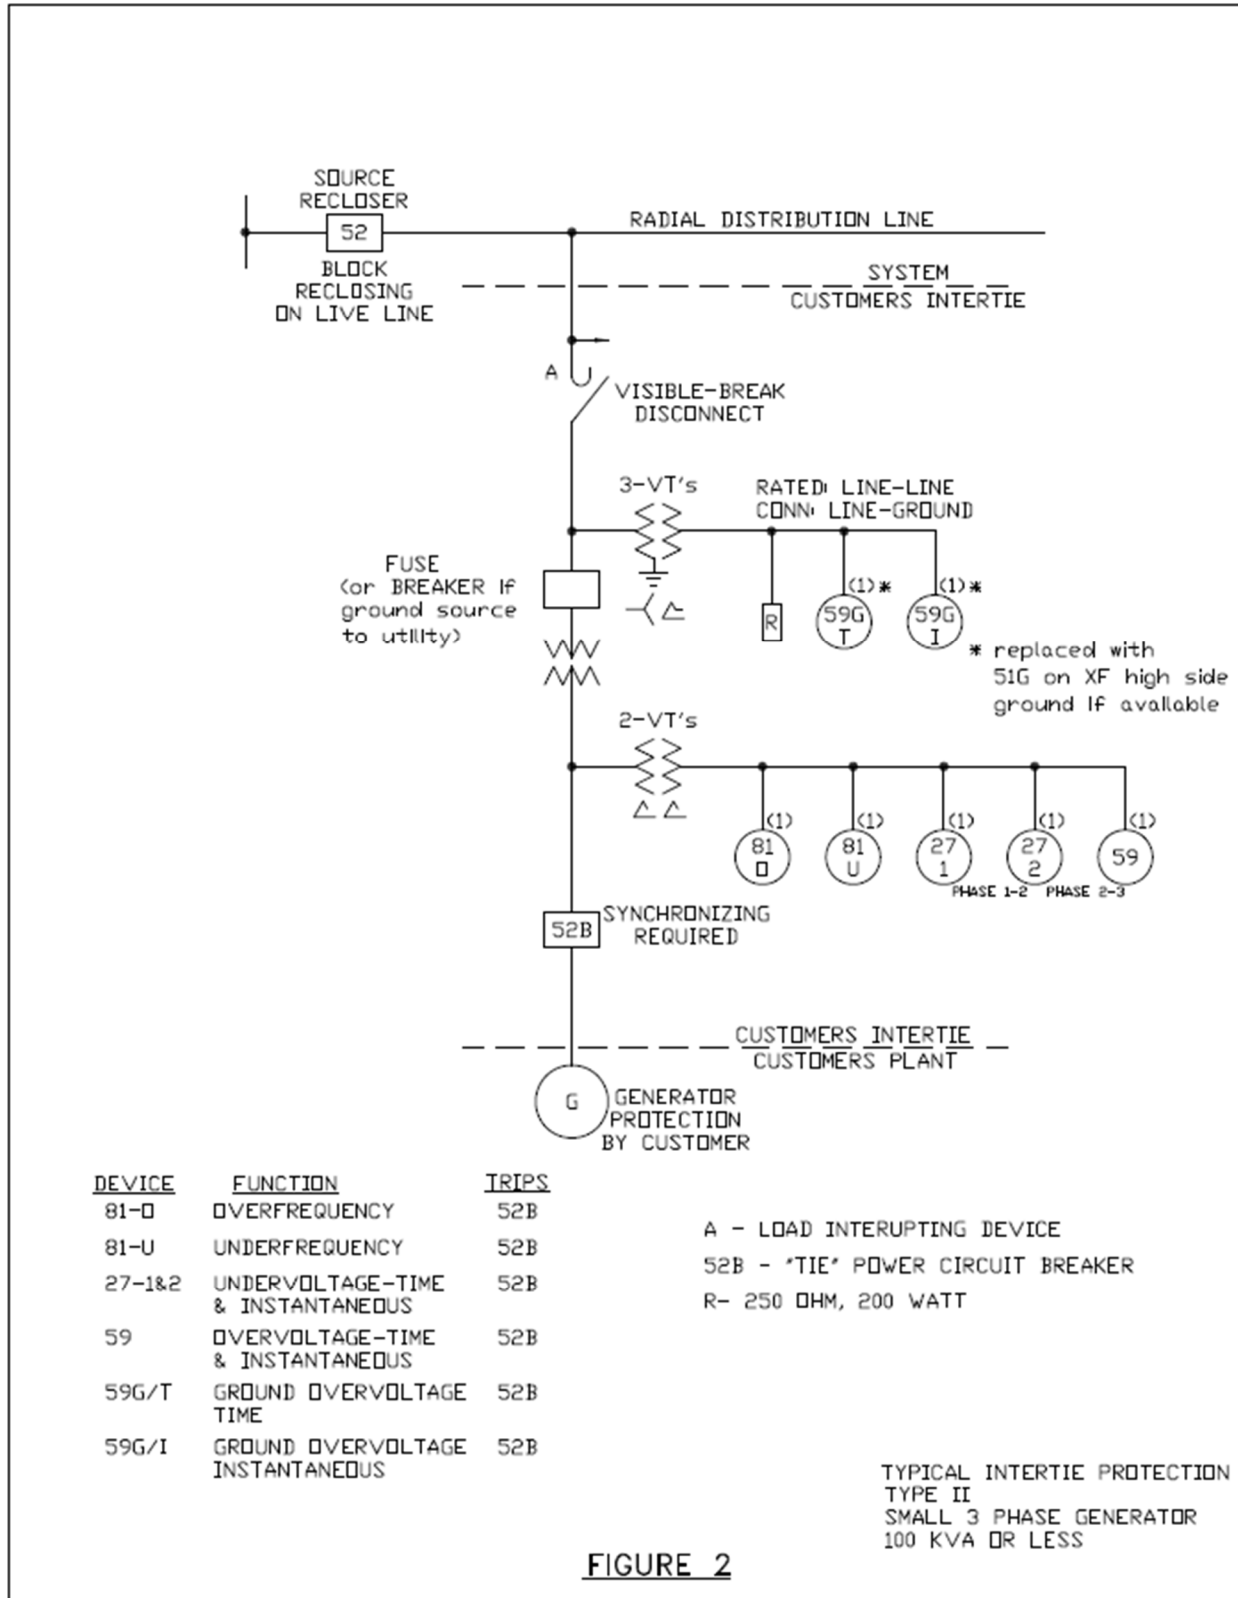 SOURCE
RECLOSER
52
BLOCK
RECLOSING
ON LIVE LINE
RADIAL DISTRIBUTION LINE
SYSTEM
CUSTOMERS INTERTIE
A
VISIBLE-BREAK
DISCONNECT
3-VT's
RATED: LINE-LINE
CONN: LINE-GROUND
FUSE
(or BREAKER If
ground source
to utility)
R
(1)*
59G
T
(1)*
59G
I
* replaced with
51G on XF high side
ground If available
2-VT's
(1)
81
O
(1)
81
U
(1)
27
1
(1)
27
2
(1)
59
PHASE 1-2 PHASE 2-3
52B
SYNCHRONIZING
REQUIRED
CUSTOMERS INTERTIE
CUSTOMERS PLANT
G
GENERATOR
PROTECTION
BY CUSTOMER
DEVICE FUNCTION TRIPS
81-O OVERFREQUENCY 52B
81-U UNDERFREQUENCY 52B
27-1&2 UNDERVOLTAGE-TIME 52B
& INSTANTANEOUS
59 OVERVOLTAGE-TIME 52B
& INSTANTANEOUS
59G/T GROUND OVERVOLTAGE 52B
TIME
59G/I GROUND OVERVOLTAGE 52B
INSTANTANEOUS
A - LOAD INTERUPTING DEVICE
52B - "TIE" POWER CIRCUIT BREAKER
R- 250 OHM, 200 WATT
TYPICAL INTERTIE PROTECTION
TYPE II
SMALL 3 PHASE GENERATOR
100 KVA OR LESS
FIGURE 2